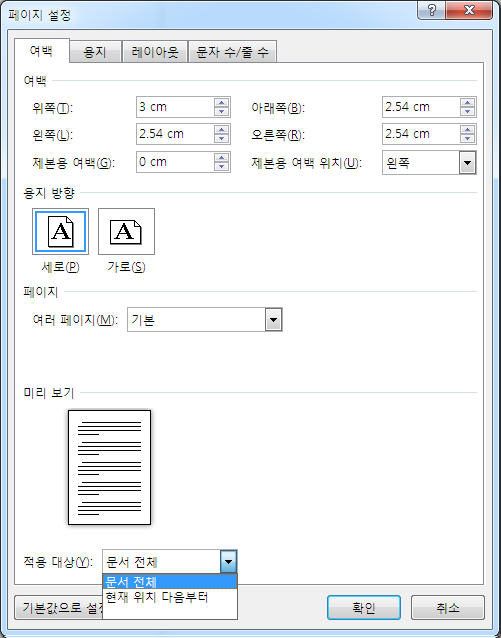 페이지 설정
여백 용지 레이아웃 문자 수/줄 수
여백
위쪽(T): 3 cm 아래쪽(B): 2.54 cm
왼쪽(L): 2.54 cm 오른쪽(R): 2.54 cm
제본용 여백(G): 0 cm 제본용 여백 위치(U): 왼쪽
용지 방향
A A
세로(P) 가로(S)
페이지
여러 페이지(M): 기본
미리 보기
적용 대상(Y): 문서 전체
문서 전체
현재 위치 다음부터
기본값으로 설정 확인 취소